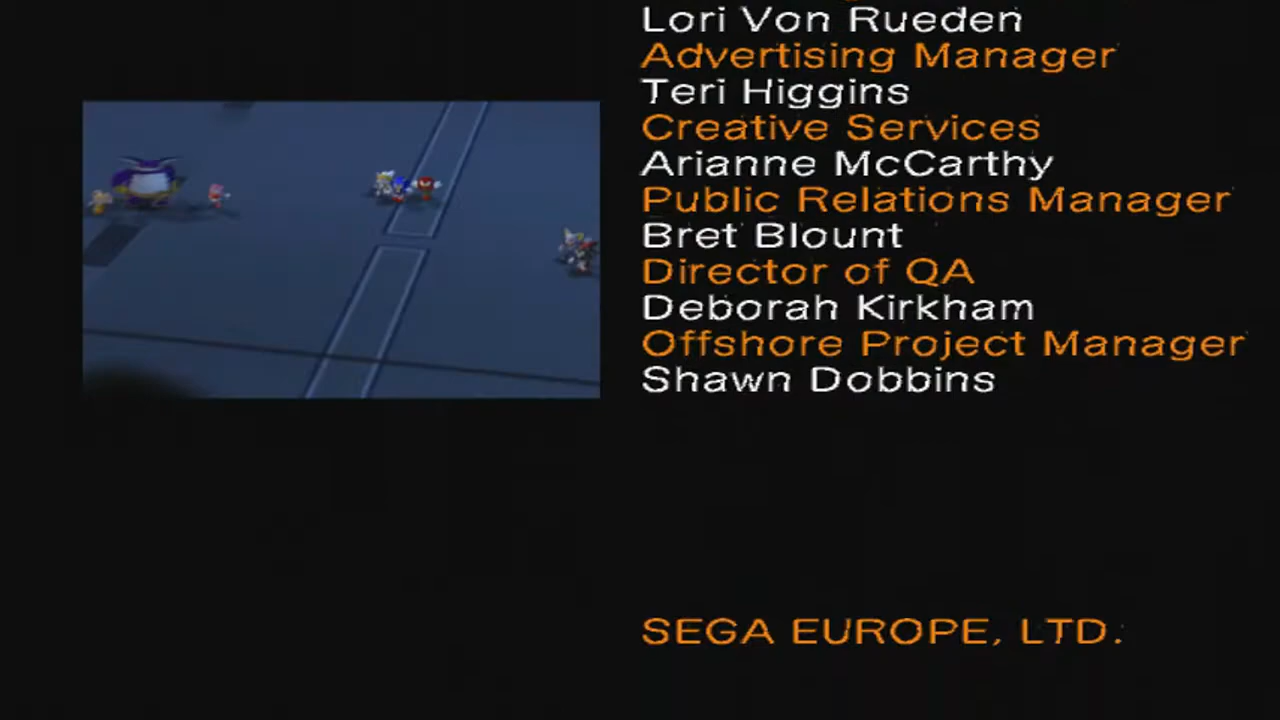 Lori Von Rueden
Advertising Manager
Teri Higgins
Creative Services
Arianne McCarthy
Public Relations Manager
Bret Blount
Director of QA
Deborah Kirkham
Offshore Project Manager
Shawn Dobbins
SEGA EUROPE, LTD.